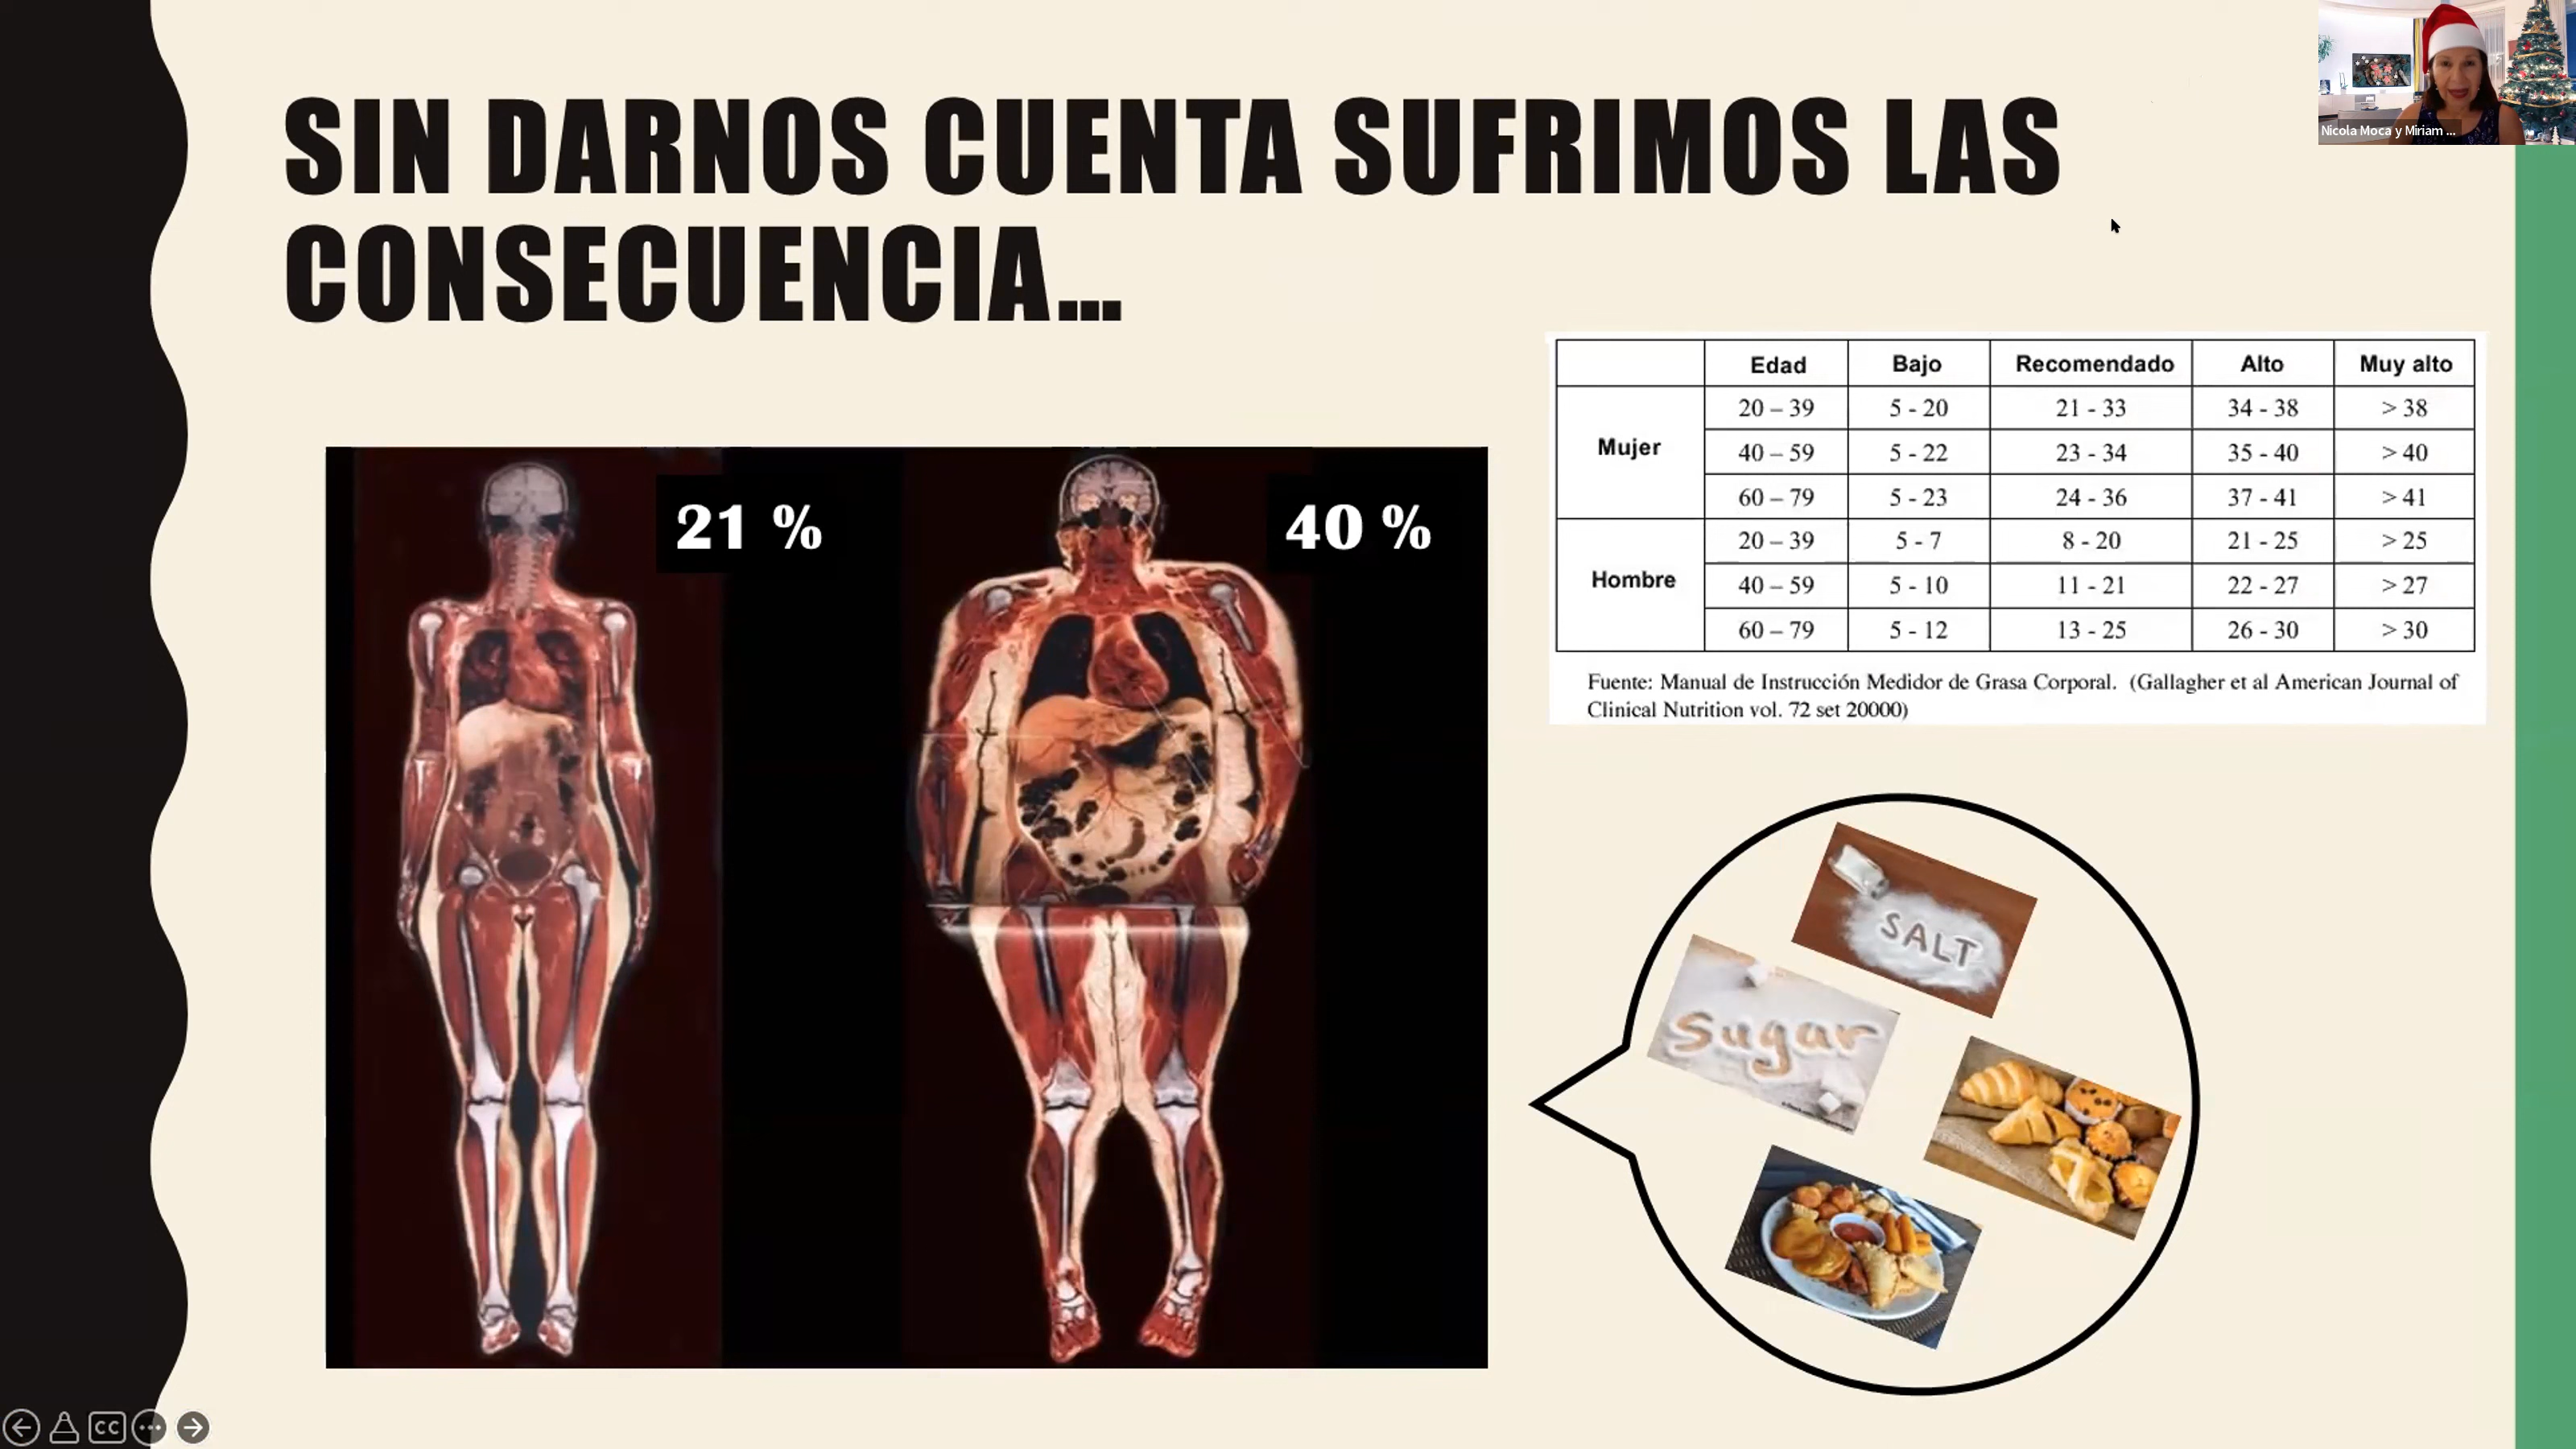 SIN DARNOS CUENTA SUFRIMOS LAS
CONSECUENCIA...
Nicola Moca y Miriam ...
Edad Bajo Recomendado Alto Muy alto
Mujer
20 – 39 5 - 20 21 - 33 34 - 38 > 38
40 – 59 5 - 22 23 - 34 35 - 40 > 40
60 – 79 5 - 23 24 - 36 37 - 41 > 41
Hombre
20 – 39 5 - 7 8 - 20 21 - 25 > 25
40 – 59 5 - 10 11 - 21 22 - 27 > 27
60 – 79 5 - 12 13 - 25 26 - 30 > 30
Fuente: Manual de Instrucción Medidor de Grasa Corporal. (Gallagher et al American Journal of
Clinical Nutrition vol. 72 set 20000)
21 %
40 %
SALT
Sugar
CC